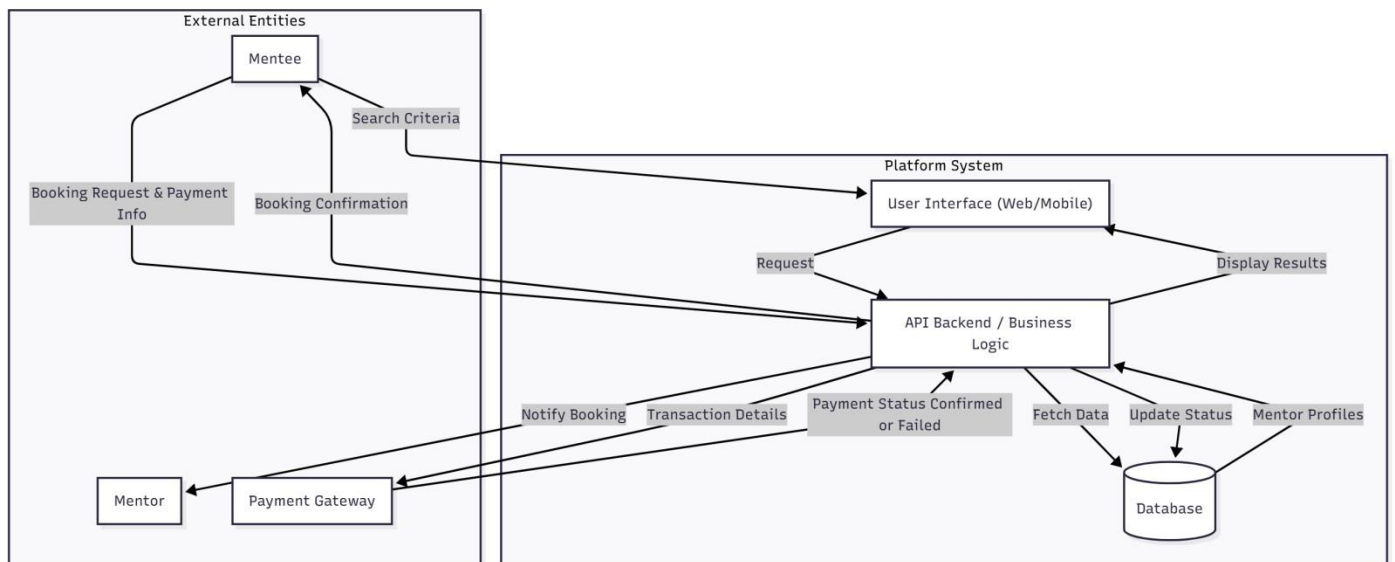 External Entities
Mentee
Search Criteria
Booking Request & Payment
Info
Booking Confirmation
Platform System
User Interface (Web/Mobile)
Request
Display Results
API Backend / Business
Logic
Notify Booking
Transaction Details
Payment Status Confirmed
or Failed
Fetch Data
Update Status
Mentor Profiles
Mentor
Payment Gateway
Database